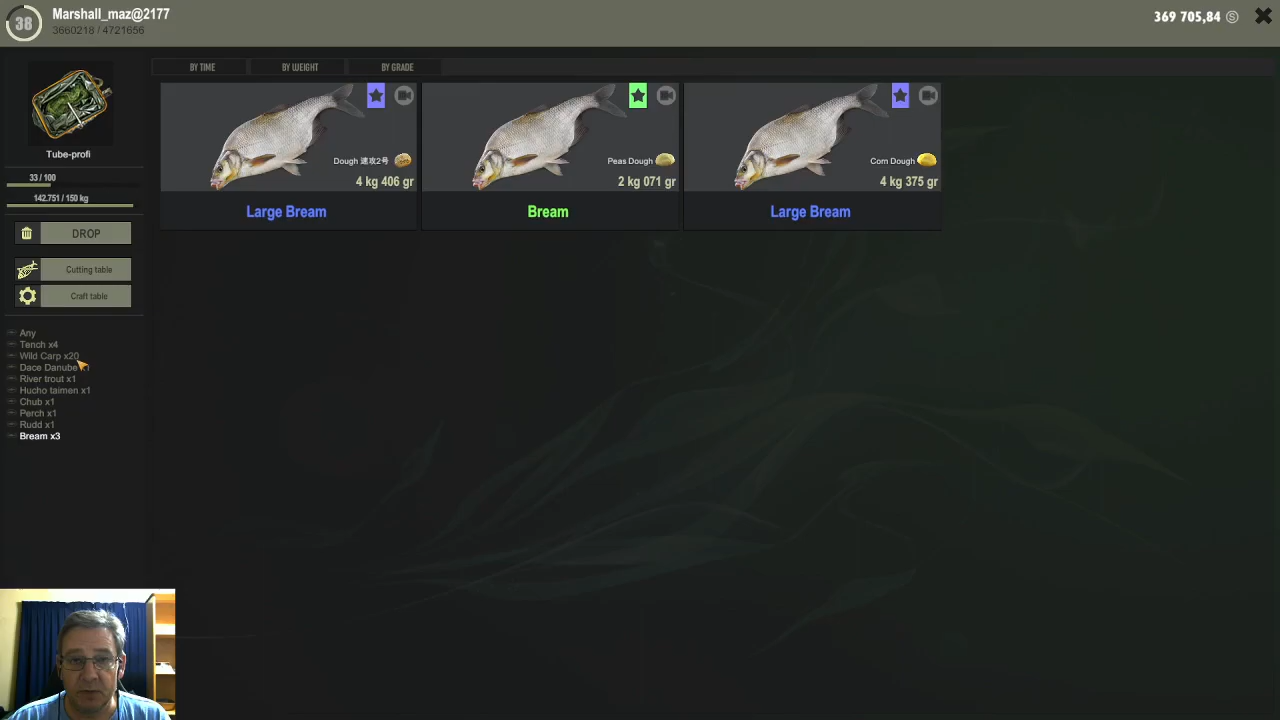 38
Marshall_maz@2177
3660218 / 4721656
369 705,84
BY TIME
BY WEIGHT
BY GRADE
Tube-profi
33 / 100
142.751 / 150 kg
DROP
Cutting table
Craft table
Any
Tench x4
Wild Carp x20
Dace Danube x1
River trout x1
Hucho taimen x1
Chub x1
Perch x1
Rudd x1
Bream x3
Dough 速攻2号
4 kg 406 gr
Large Bream
Peas Dough
2 kg 071 gr
Bream
Corn Dough
4 kg 375 gr
Large Bream